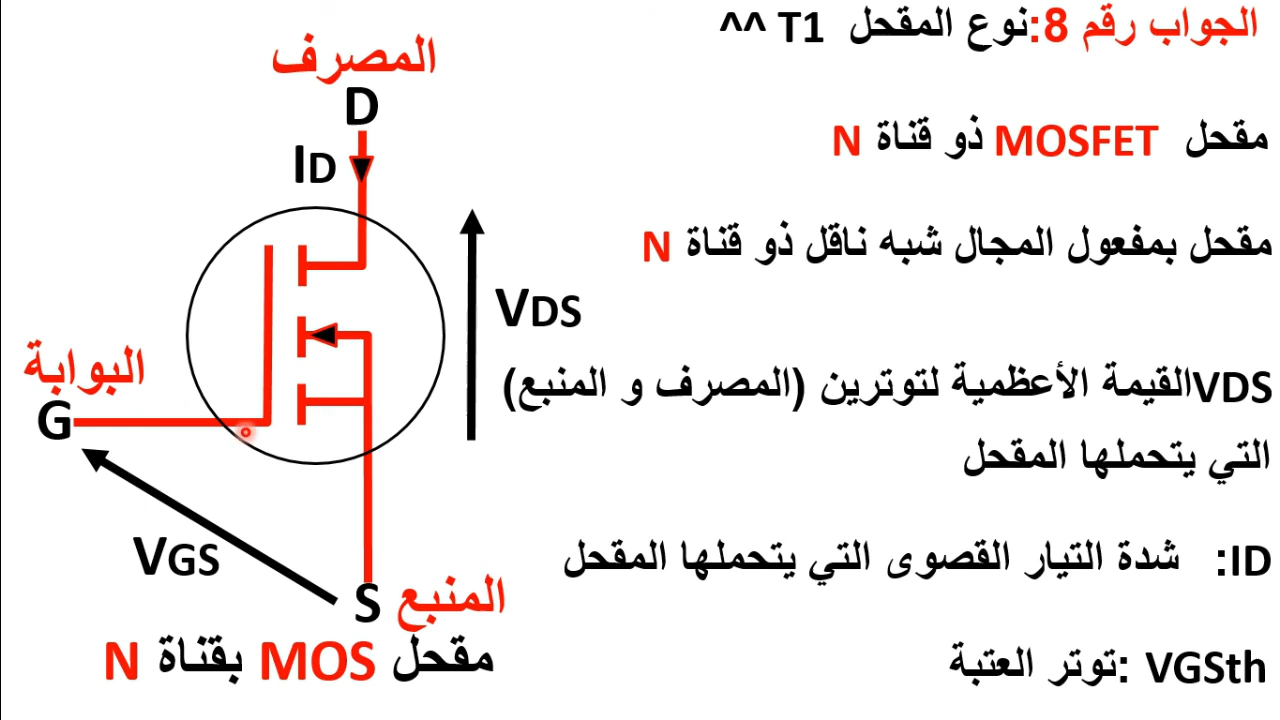 الجواب رقم 8:نوع المقحل T1 ^^
مقحل MOSFET ذو قناة N
مقحل بمفعول المجال شبه ناقل ذو قناة N
VDSالقيمة الأعظمية لتوترين (المصرف و المنبع)
التي يتحملها المقحل
ID: شدة التيار القصوى التي يتحملها المقحل
VGSth :توتر العتبة
المصرف
D
ID
VDS
البوابة
G
VGS
S المنبع
مقحل MOS بقناة N